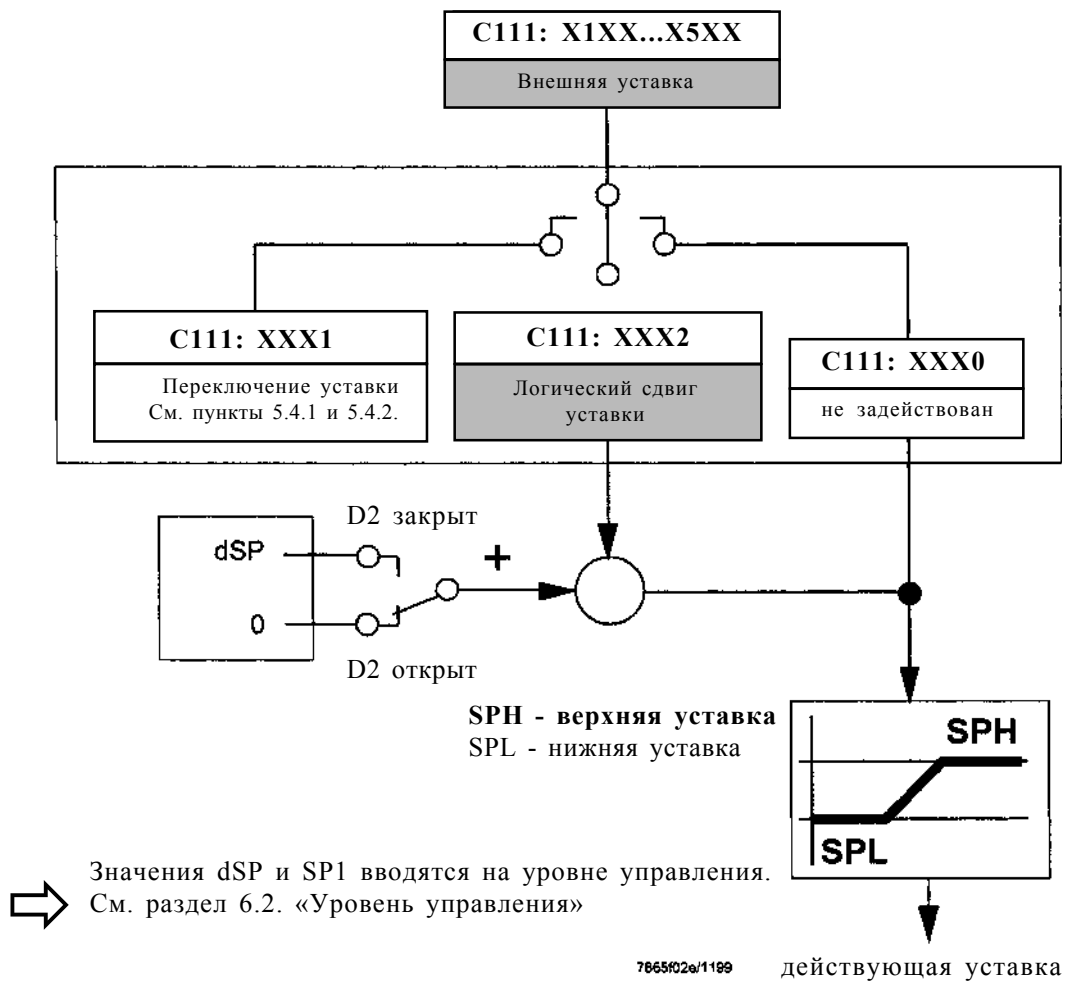 C111: X1XX...X5XX
Внешняя уставка
C111: XXX1
Переключение уставки
См. пункты 5.4.1 и 5.4.2.
C111: XXX2
Логический сдвиг
уставки
C111: XXX0
не задействован
D2 закрыт
dSP
+
0
D2 открыт
SPH - верхняя уставка
SPL - нижняя уставка
SPH
SPL
Значения dSP и SP1 вводятся на уровне управления.
См. раздел 6.2. «Уровень управления»
7865f02e/1199
действующая уставка